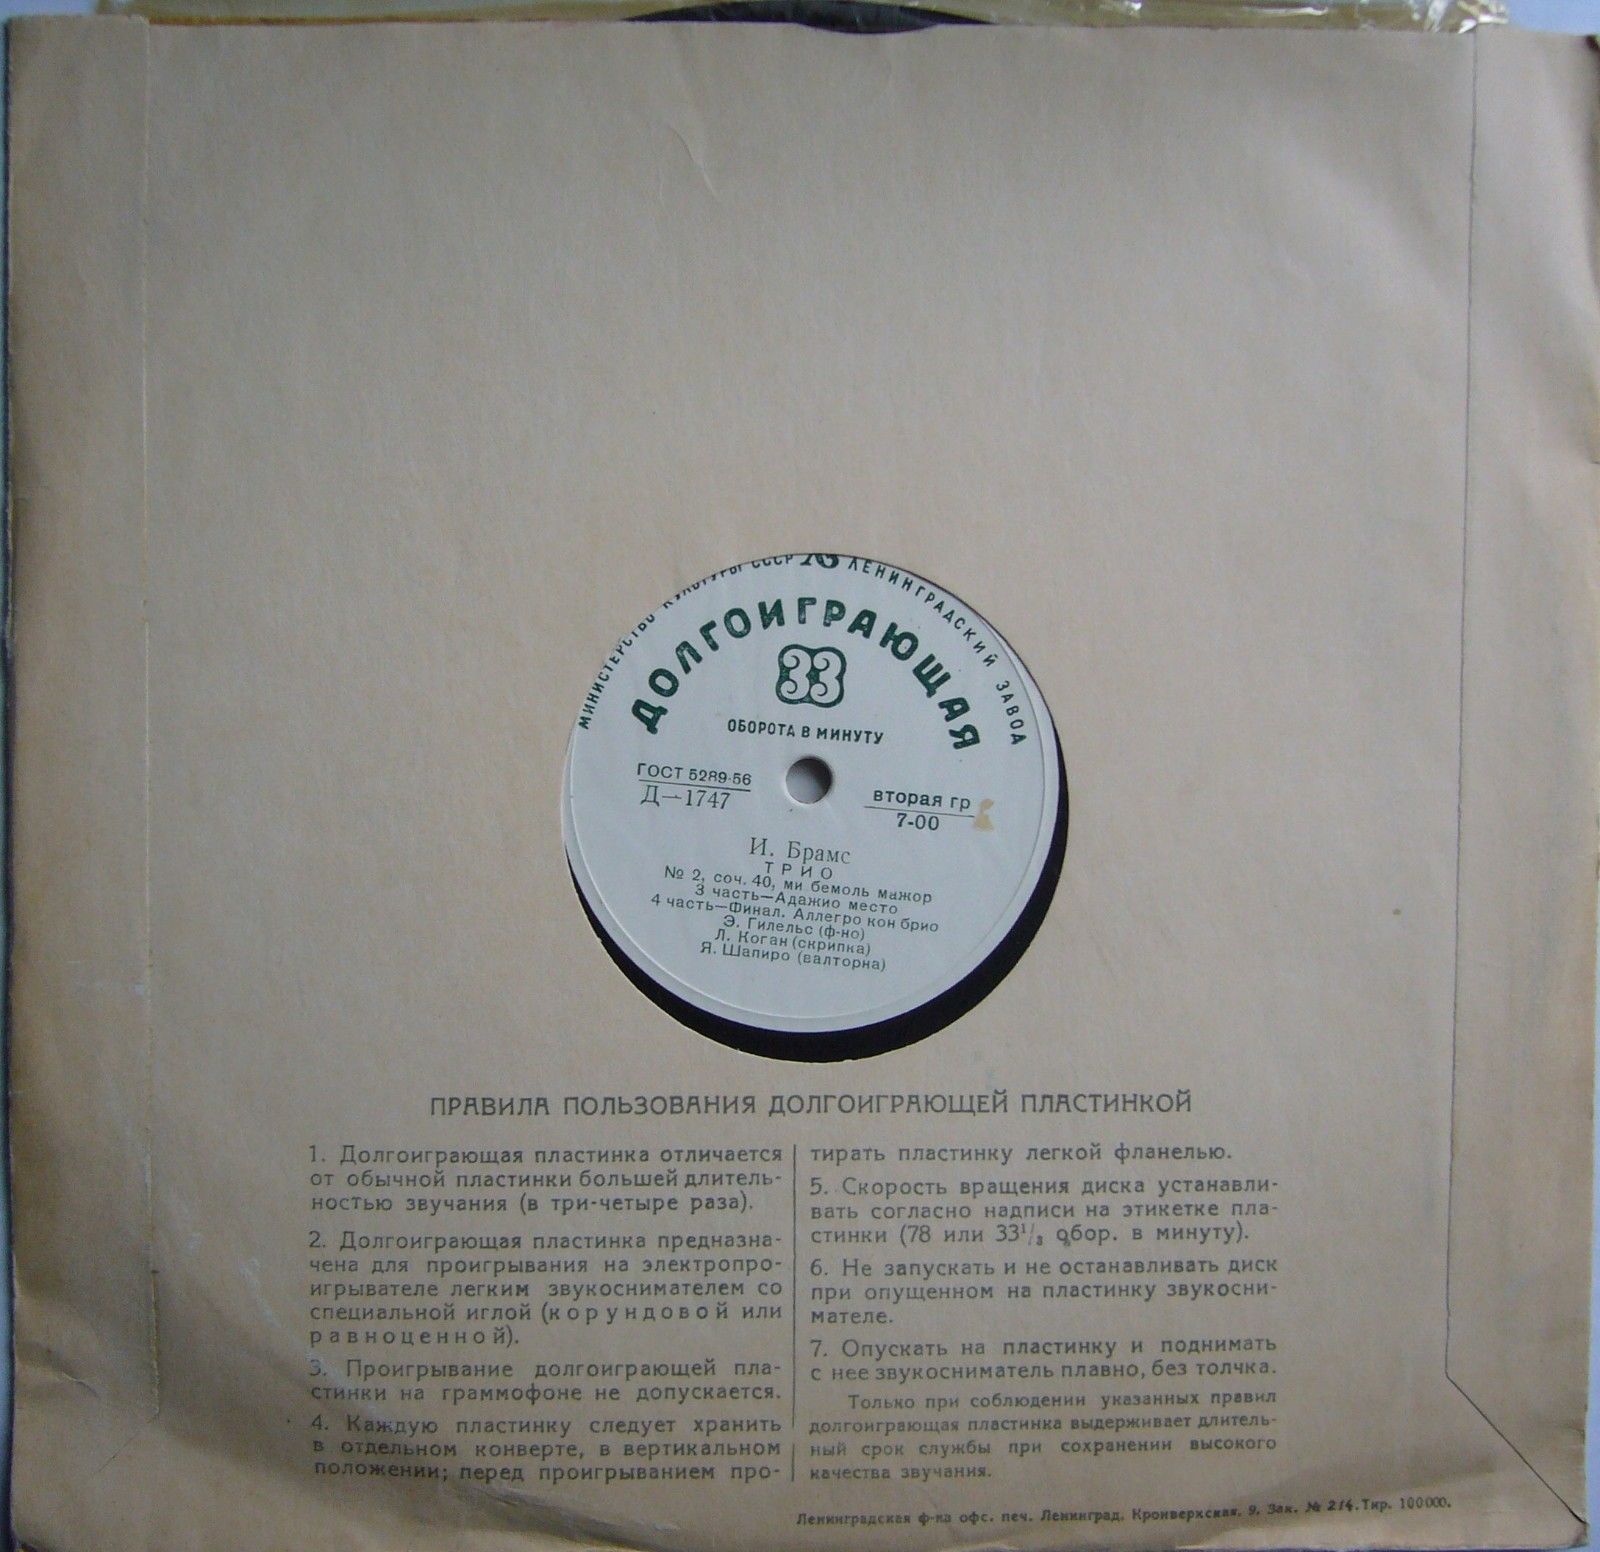 МИНИСТЕРСТВО КУЛЬТУРЫ СССР ЛЕНИНГРАДСКИЙ ЗАВОД
ДОЛГОИГРАЮЩАЯ
33
ОБОРОТА В МИНУТУ
ГОСТ 5289-56
Д—1747
вторая гр
7-00
И. Брамс
ТРИО
№ 2, соч. 40, ми бемоль мажор
3 часть—Адажио место
4 часть—Финал. Аллегро кон брио
Э. Гилельс (ф-но)
Л. Коган (скрипка)
Я. Шапиро (валторна)
ПРАВИЛА ПОЛЬЗОВАНИЯ ДОЛГОИГРАЮЩЕЙ ПЛАСТИНКОЙ
1. Долгоиграющая пластинка отличается
от обычной пластинки большей длитель-
ностью звучания (в три-четыре раза).
2. Долгоиграющая пластинка предназна-
чена для проигрывания на электропро-
игрывателе легким звукоснимателем со
специальной иглой (корундовой или
равноценной).
3. Проигрывание долгоиграющей пла-
стинки на граммофоне не допускается.
4. Каждую пластинку следует хранить
в отдельном конверте, в вертикальном
положении; перед проигрыванием про-
тирать пластинку легкой фланелью.
5. Скорость вращения диска устанавли-
вать согласно надписи на этикетке пла-
стинки (78 или 33¹/₃ обор. в минуту).
6. Не запускать и не останавливать диск
при опущенном на пластинку звукосни-
мателе.
7. Опускать на пластинку и поднимать
с нее звукосниматель плавно, без толчка.
Только при соблюдении указанных правил
долгоиграющая пластинка выдерживает длитель-
ный срок службы при сохранении высокого
качества звучания.
Ленинградская ф-ка офс. печ. Ленинград, Кронверкская, 9. Зак. № 214. Тир. 100000.